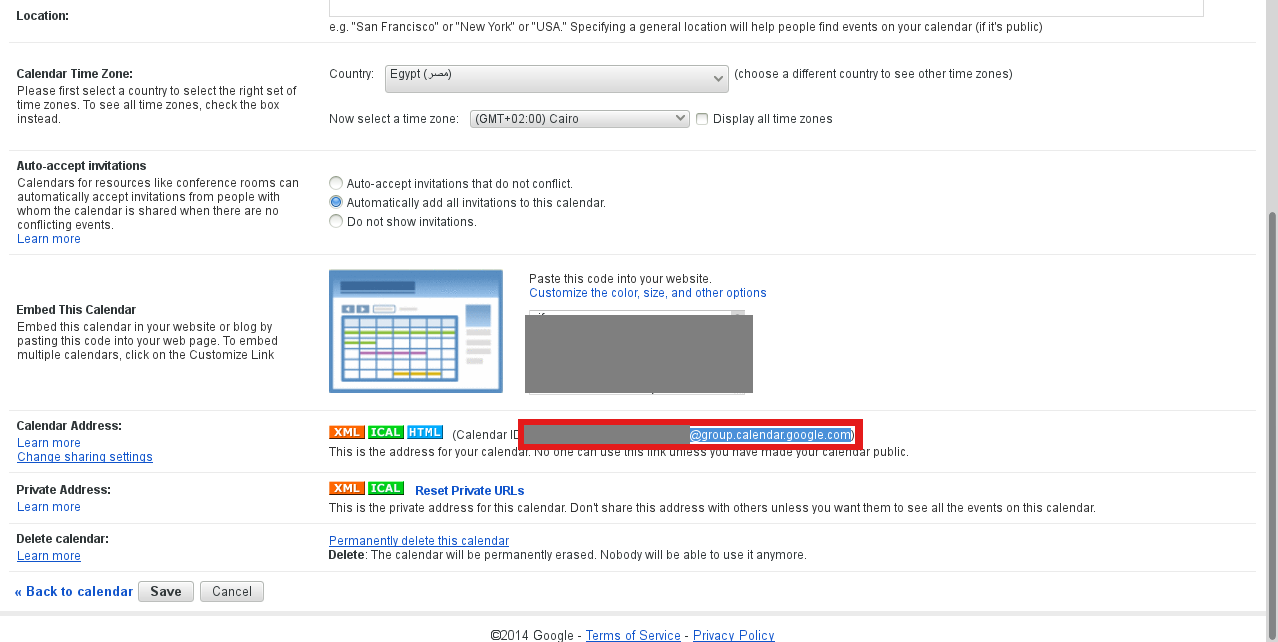 Location:
e.g. "San Francisco" or "New York" or "USA." Specifying a general location will help people find events on your calendar (if it's public)
Calendar Time Zone:
Please first select a country to select the right set of
time zones. To see all time zones, check the box
instead.
Country: Egypt (مصر) (choose a different country to see other time zones)
Now select a time zone: (GMT+02:00) Cairo Display all time zones
Auto-accept invitations
Calendars for resources like conference rooms can
automatically accept invitations from people with
whom the calendar is shared when there are no
conflicting events.
Learn more
Auto-accept invitations that do not conflict.
Automatically add all invitations to this calendar.
Do not show invitations.
Embed This Calendar
Embed this calendar in your website or blog by
pasting this code into your web page. To embed
multiple calendars, click on the Customize Link
Paste this code into your website.
Customize the color, size, and other options
Calendar Address:
Learn more
Change sharing settings
XML ICAL HTML (Calendar ID @group.calendar.google.com)
This is the address for your calendar. No one can use this link unless you have made your calendar public.
Private Address:
Learn more
XML ICAL Reset Private URLs
This is the private address for this calendar. Don't share this address with others unless you want them to see all the events on this calendar.
Delete calendar:
Learn more
Permanently delete this calendar
Delete: The calendar will be permanently erased. Nobody will be able to use it anymore.
« Back to calendar Save Cancel
©2014 Google - Terms of Service - Privacy Policy